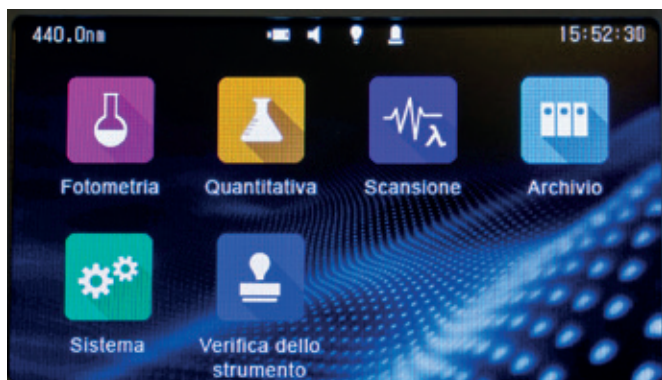 440.0nm 15:52:30
λ
Fotometria Quantitativa Scansione Archivio
Sistema Verifica dello
strumento